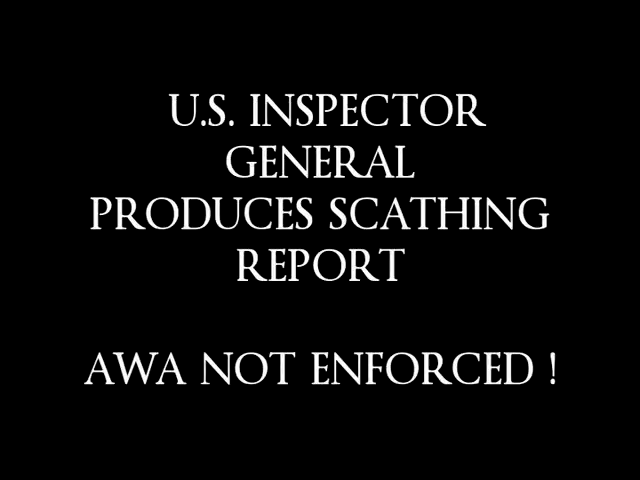 U.S. INSPECTOR
GENERAL
PRODUCES SCATHING
REPORT
AWA NOT ENFORCED !